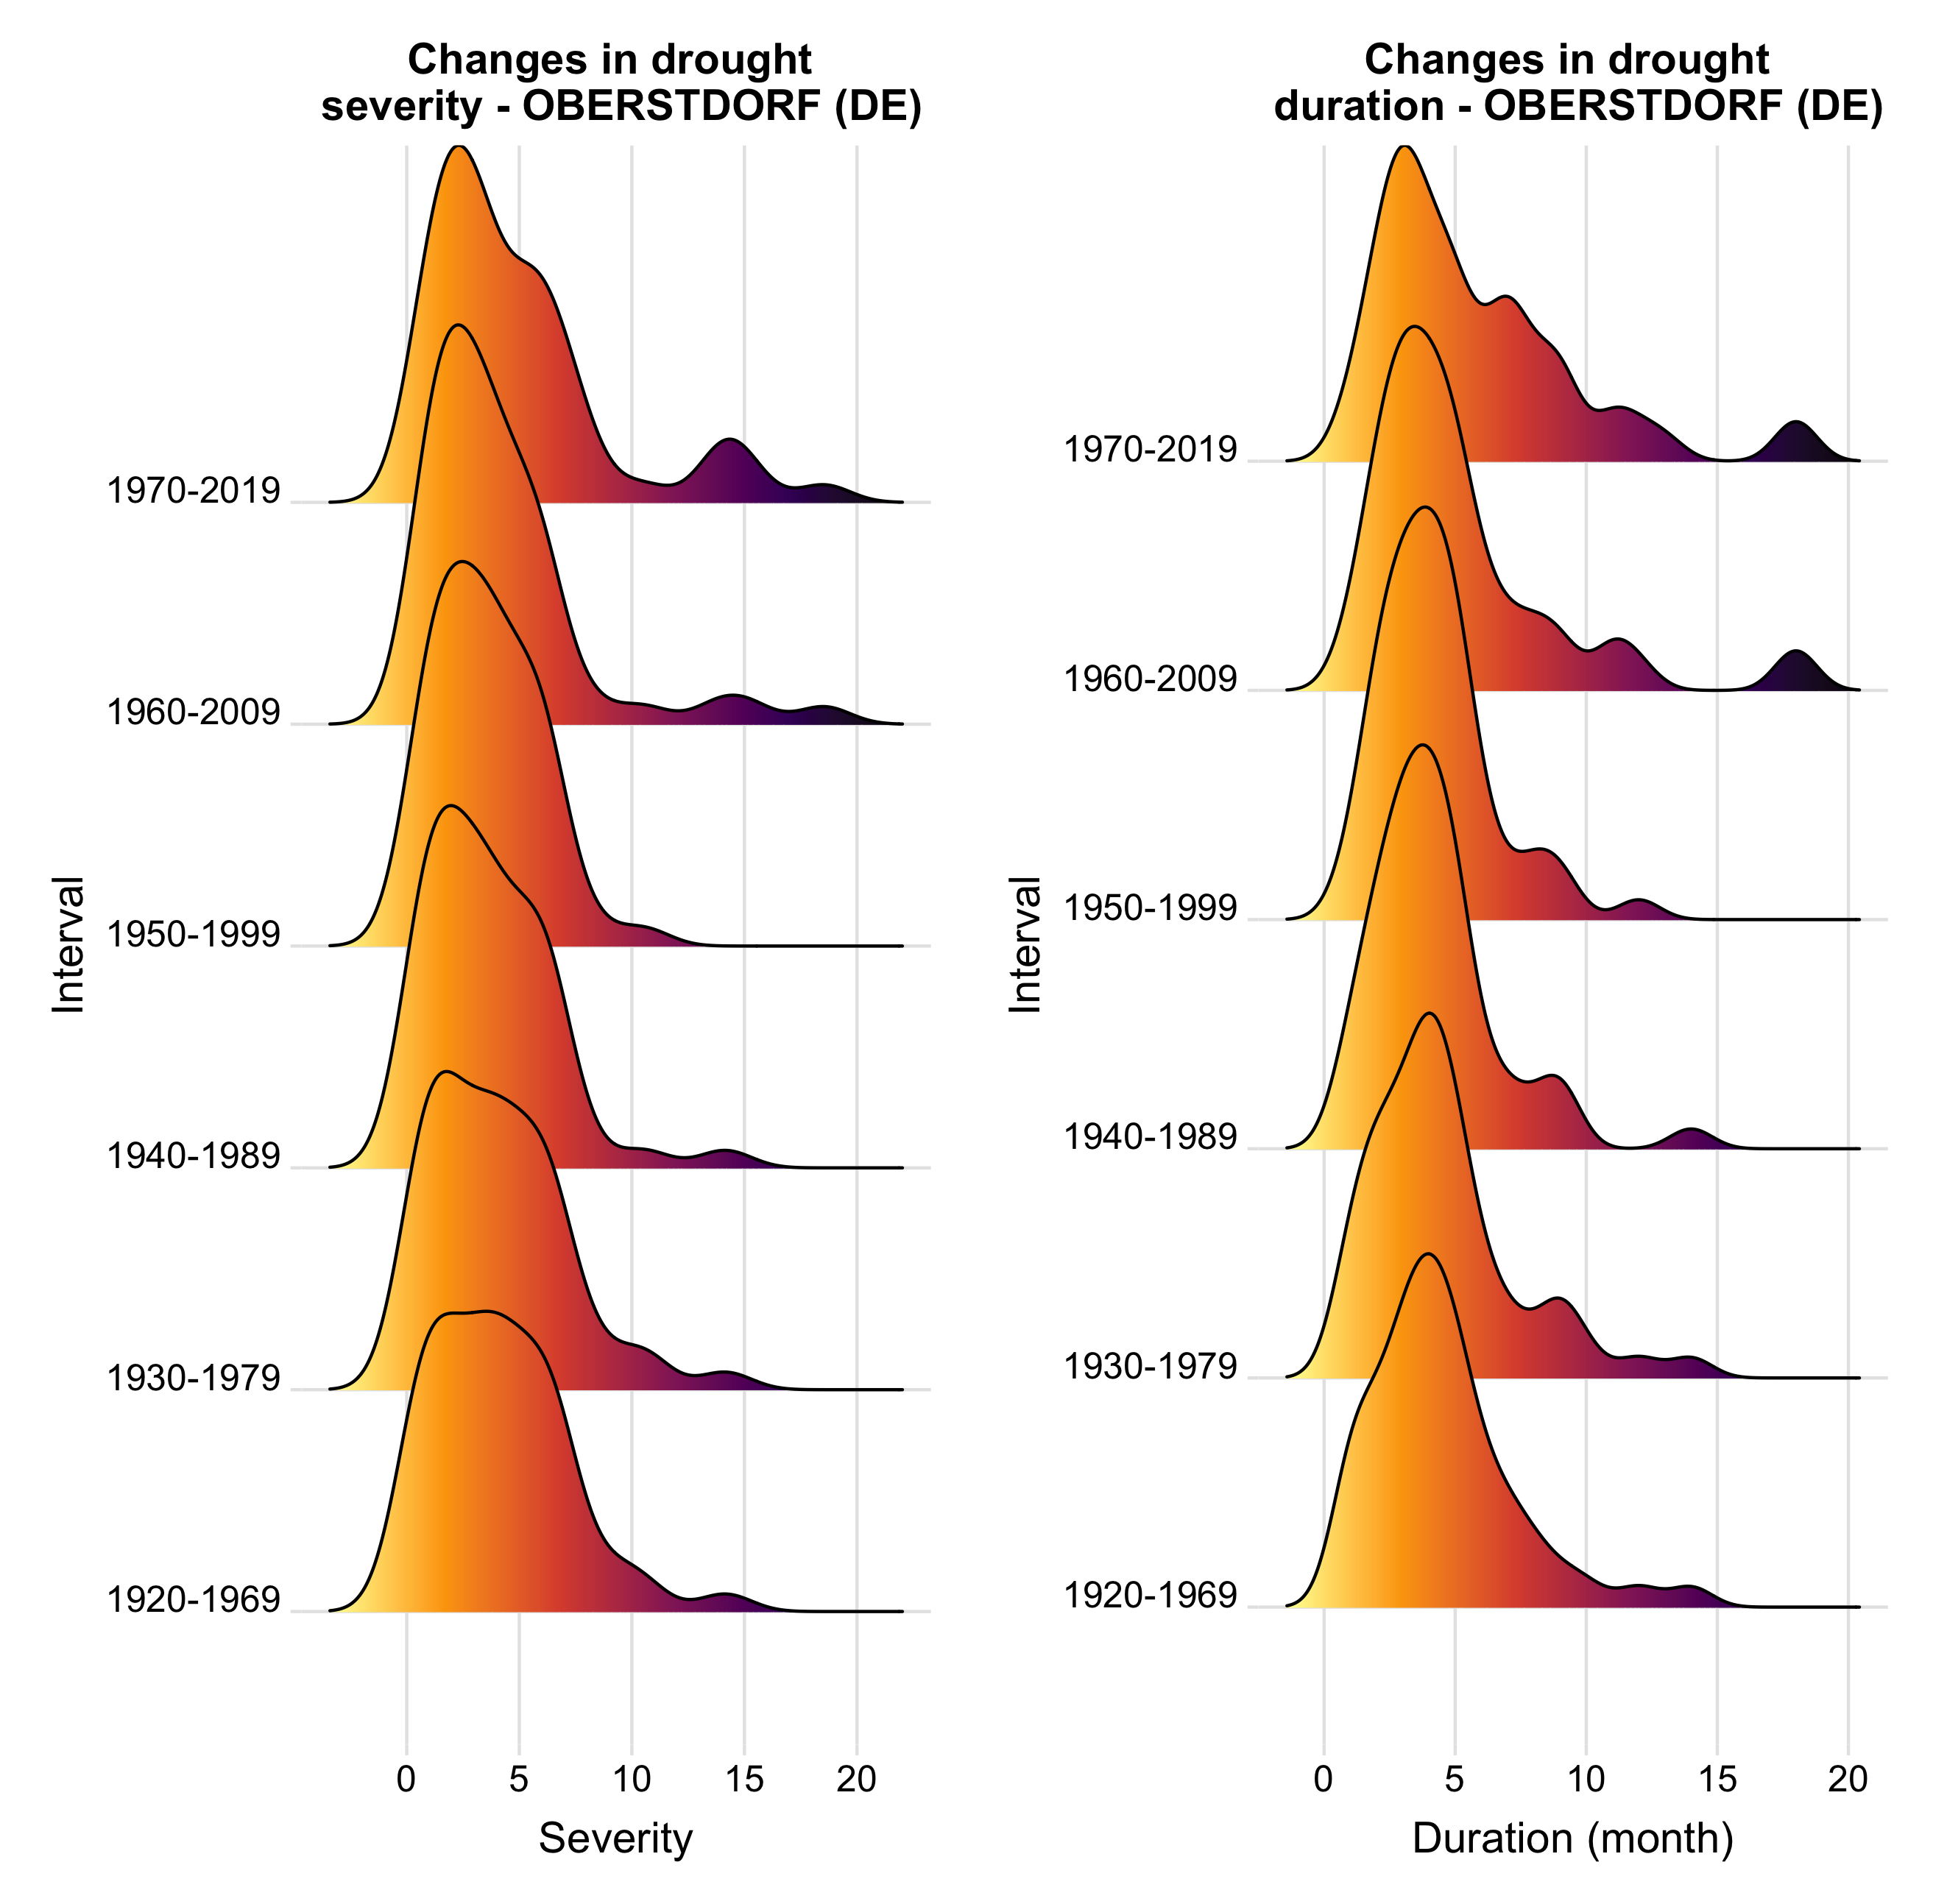 Changes in drought
severity - OBERSTDORF (DE)
Interval
1970-2019
1960-2009
1950-1999
1940-1989
1930-1979
1920-1969
0 5 10 15 20
Severity
Changes in drought
duration - OBERSTDORF (DE)
Interval
1970-2019
1960-2009
1950-1999
1940-1989
1930-1979
1920-1969
0 5 10 15 20
Duration (month)